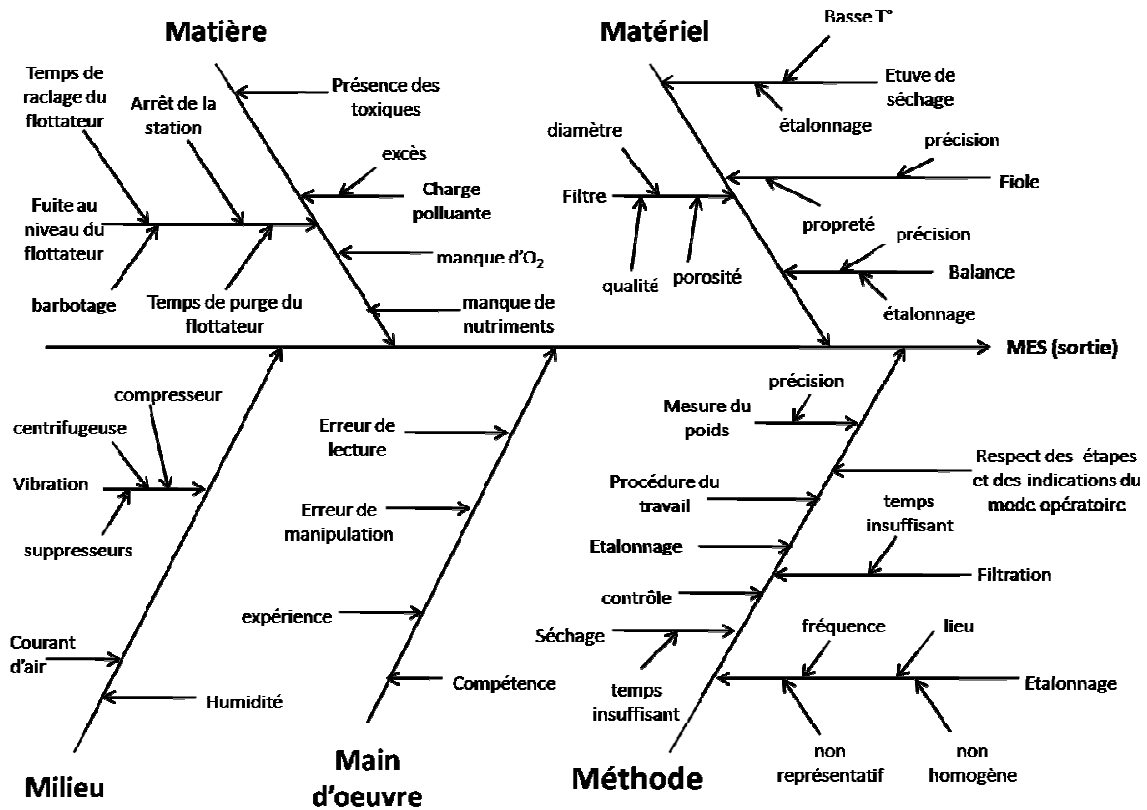 Matière
Temps de
raclage du
flottateur
Arrêt de la
station
Présence des
toxiques
excès
Charge
polluante
Fuite au
niveau du
flottateur
manque d'O2
barbotage
Temps de purge du
flottateur
manque de
nutriments
Matériel
Basse T°
Etuve de
séchage
étalonnage
diamètre
précision
Filtre
Fiole
propreté
qualité
porosité
précision
Balance
étalonnage
MES (sortie)
compresseur
centrifugeuse
Vibration
suppresseurs
Courant
d'air
Humidité
Milieu
Erreur de
lecture
Erreur de
manipulation
expérience
Compétence
Main
d'oeuvre
précision
Mesure du
poids
Respect des étapes
et des indications du
mode opératoire
Procédure du
travail
temps
insuffisant
Etalonnage
Filtration
contrôle
Séchage
fréquence
lieu
Etalonnage
temps
insuffisant
non
représentatif
non
homogène
Méthode